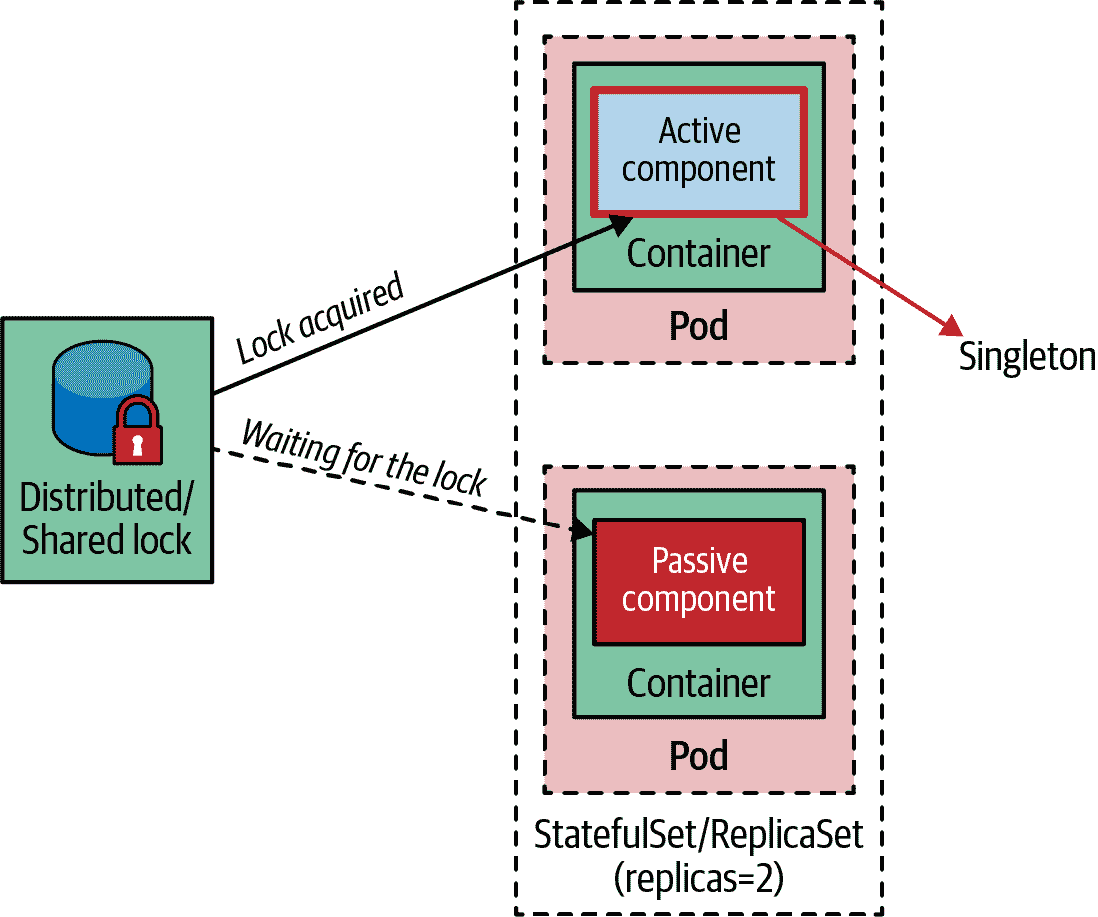 Active
component
Container
Pod
Singleton
Lock acquired
Waiting for the lock
Distributed/
Shared lock
Passive
component
Container
Pod
StatefulSet/ReplicaSet
(replicas=2)